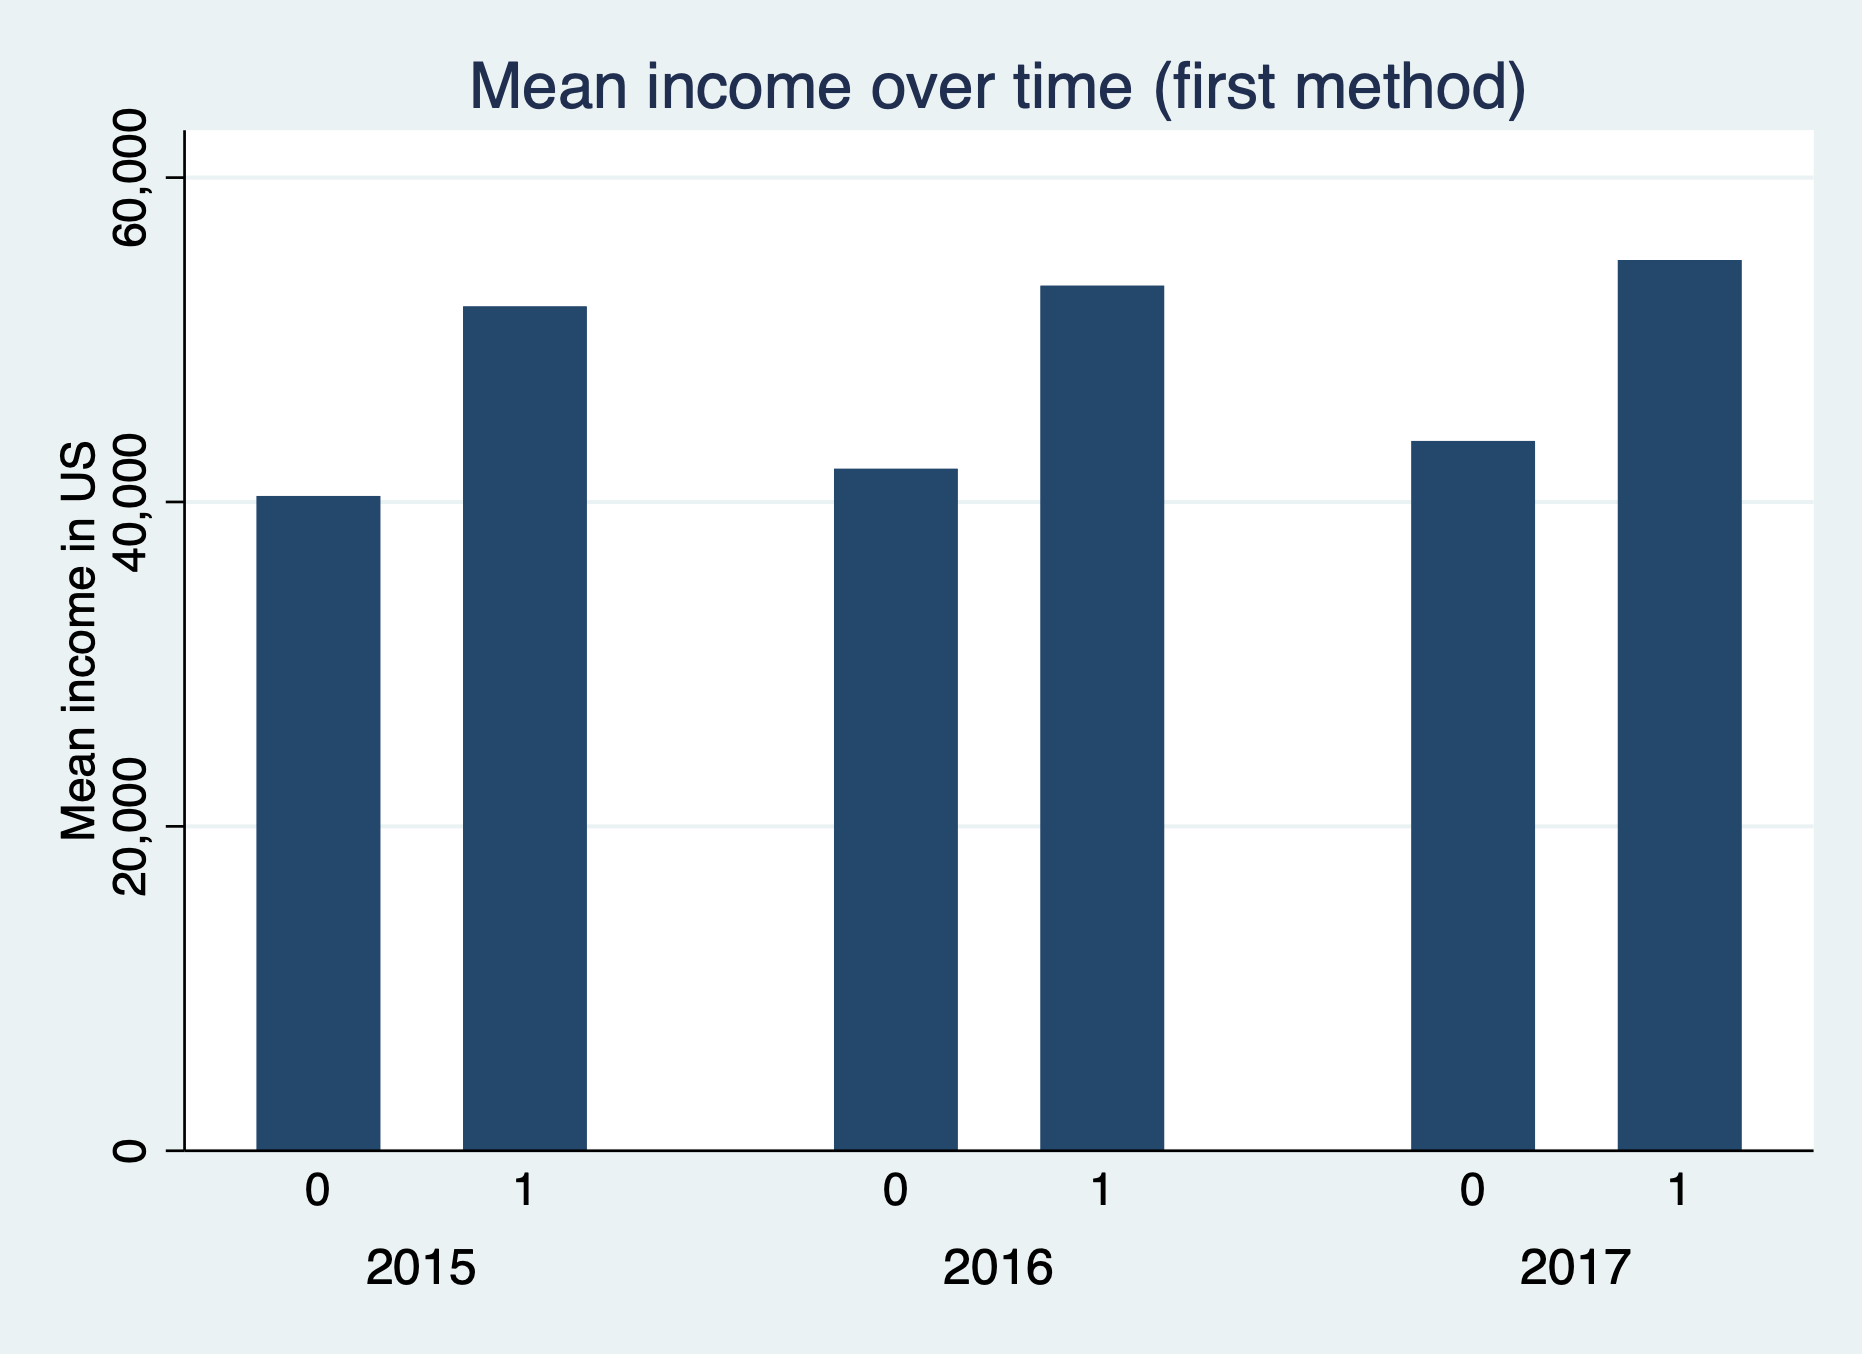 Mean income over time (first method)
Mean income in US
60,000
40,000
20,000
0
0 1 0 1 0 1
2015 2016 2017